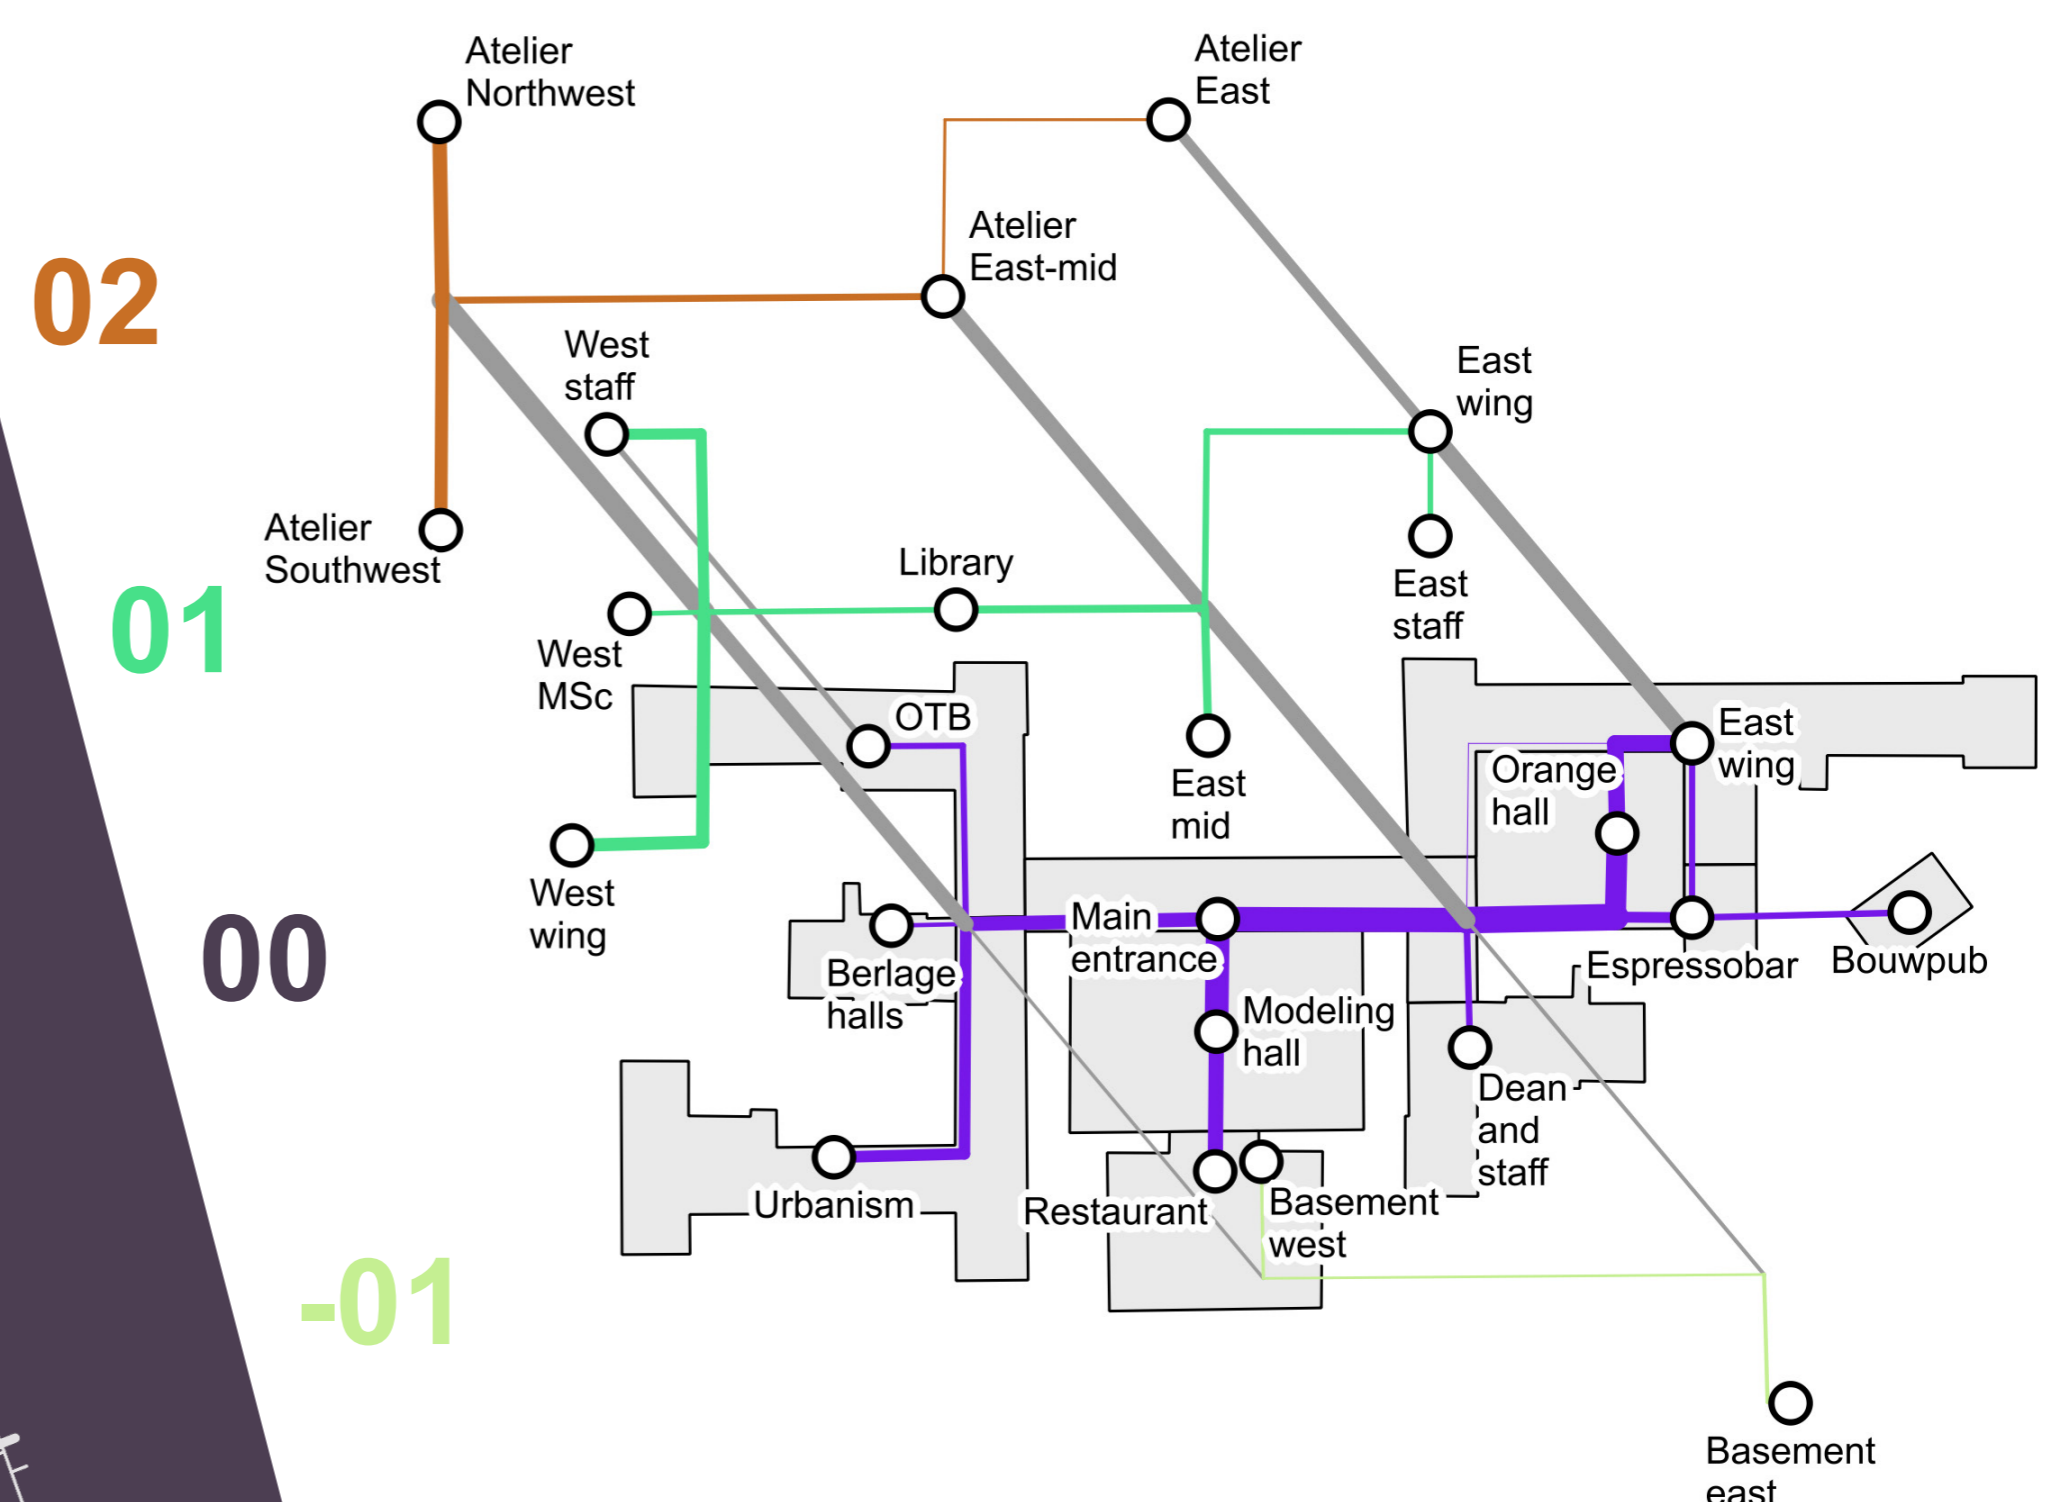 Atelier
Northwest
Atelier
East
Atelier
East-mid
02
West
staff
East
wing
Atelier
Southwest
Library
East
staff
01
West
MSc
OTB
East
wing
Orange
hall
East
mid
West
wing
00
Main
entrance
Berlage
halls
Espressobar
Bouwpub
Modeling
hall
Dean
and
staff
Urbanism
Restaurant
Basement
west
-01
Basement
east